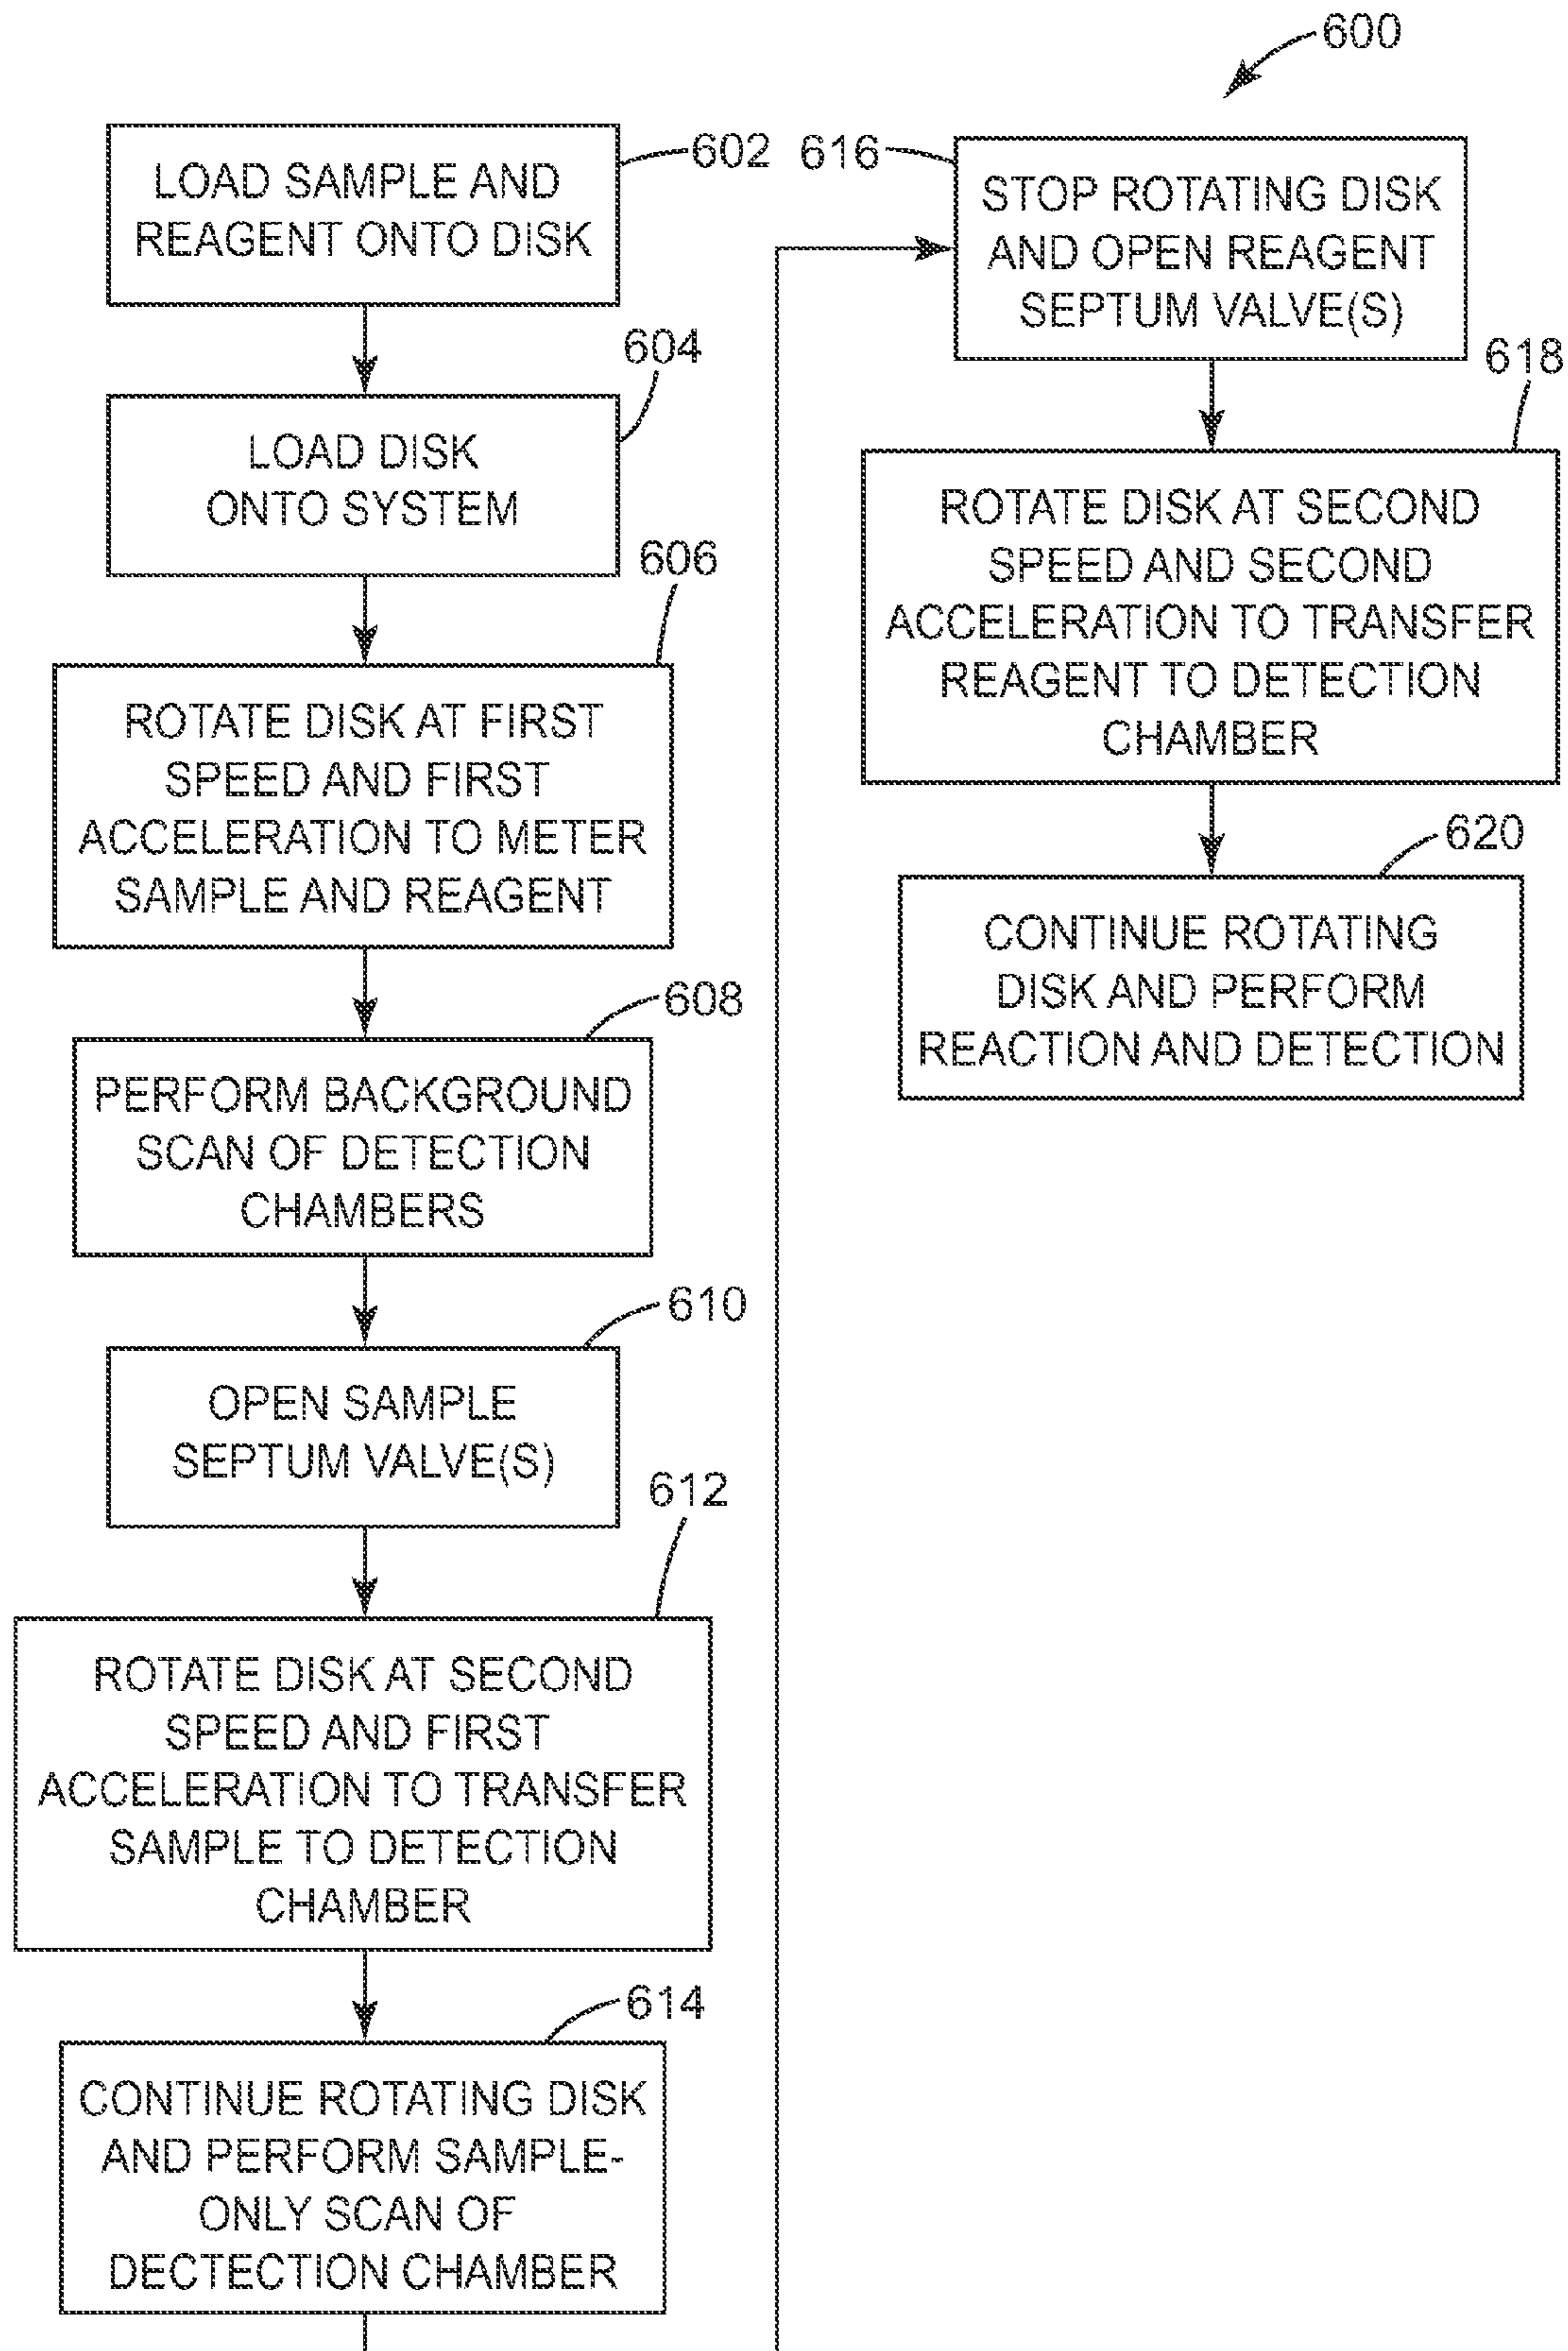 600
602
LOAD SAMPLE AND
REAGENT ONTO DISK
604
LOAD DISK
ONTO SYSTEM
606
ROTATE DISK AT FIRST
SPEED AND FIRST
ACCELERATION TO METER
SAMPLE AND REAGENT
608
PERFORM BACKGROUND
SCAN OF DETECTION
CHAMBERS
610
OPEN SAMPLE
SEPTUM VALVE(S)
612
ROTATE DISK AT SECOND
SPEED AND FIRST
ACCELERATION TO TRANSFER
SAMPLE TO DETECTION
CHAMBER
614
CONTINUE ROTATING DISK
AND PERFORM SAMPLE-
ONLY SCAN OF
DECTECTION CHAMBER
616
STOP ROTATING DISK
AND OPEN REAGENT
SEPTUM VALVE(S)
618
ROTATE DISK AT SECOND
SPEED AND SECOND
ACCELERATION TO TRANSFER
REAGENT TO DETECTION
CHAMBER
620
CONTINUE ROTATING
DISK AND PERFORM
REACTION AND DETECTION